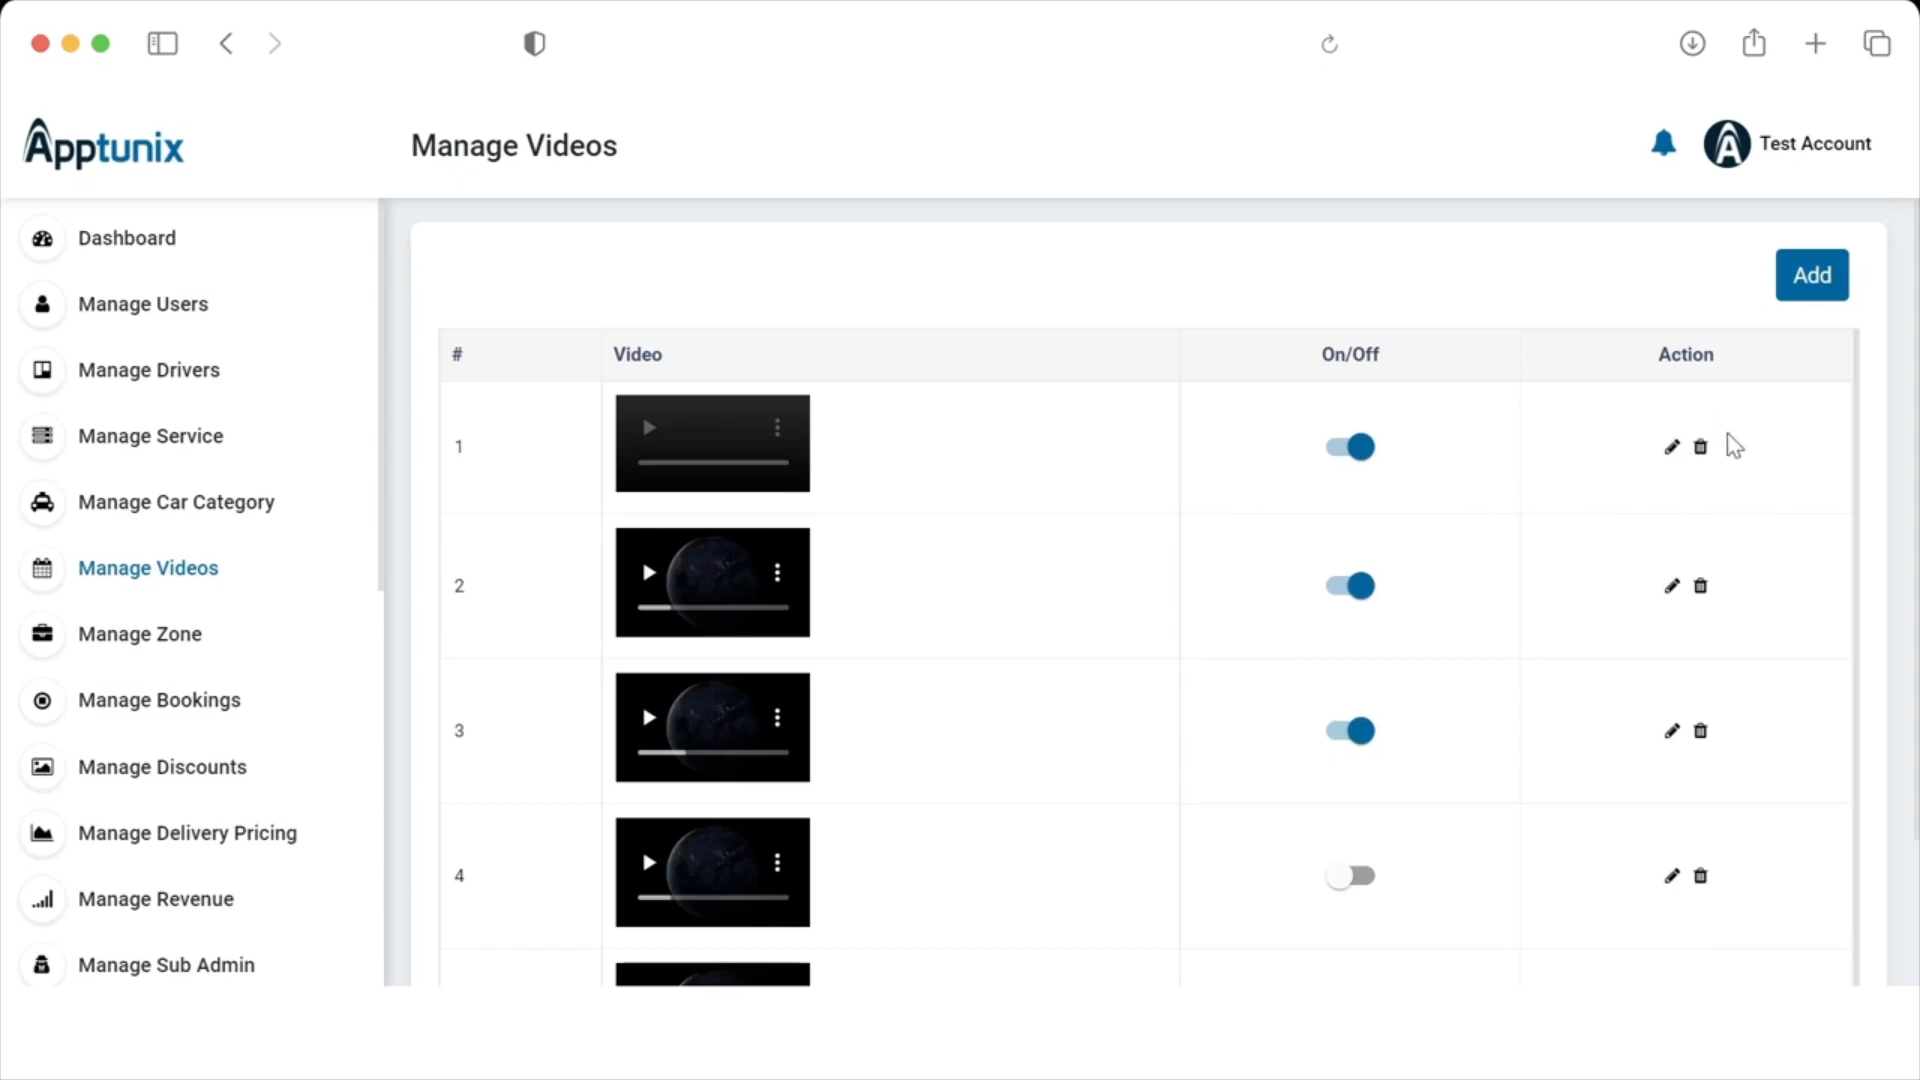 Apptunix
Manage Videos
Test Account
Dashboard
Manage Users
Manage Drivers
Manage Service
Manage Car Category
Manage Videos
Manage Zone
Manage Bookings
Manage Discounts
Manage Delivery Pricing
Manage Revenue
Manage Sub Admin
Add
# Video On/Off Action
1
2
3
4